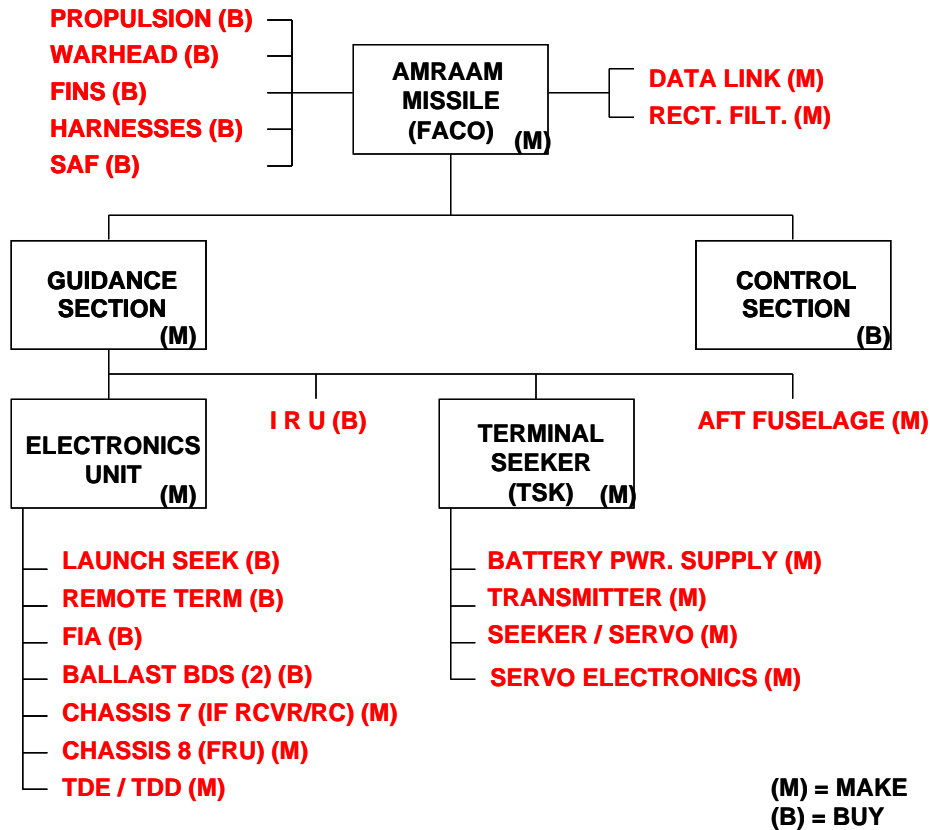 PROPULSION (B)
WARHEAD (B)
FINS (B)
HARNESSES (B)
SAF (B)
AMRAAM
MISSILE
(FACO)
(M)
DATA LINK (M)
RECT. FILT. (M)
GUIDANCE
SECTION
(M)
CONTROL
SECTION
(B)
ELECTRONICS
UNIT
(M)
I R U (B)
TERMINAL
SEEKER
(TSK) (M)
AFT FUSELAGE (M)
LAUNCH SEEK (B)
REMOTE TERM (B)
FIA (B)
BALLAST BDS (2) (B)
CHASSIS 7 (IF RCVR/RC) (M)
CHASSIS 8 (FRU) (M)
TDE / TDD (M)
BATTERY PWR. SUPPLY (M)
TRANSMITTER (M)
SEEKER / SERVO (M)
SERVO ELECTRONICS (M)
(M) = MAKE
(B) = BUY